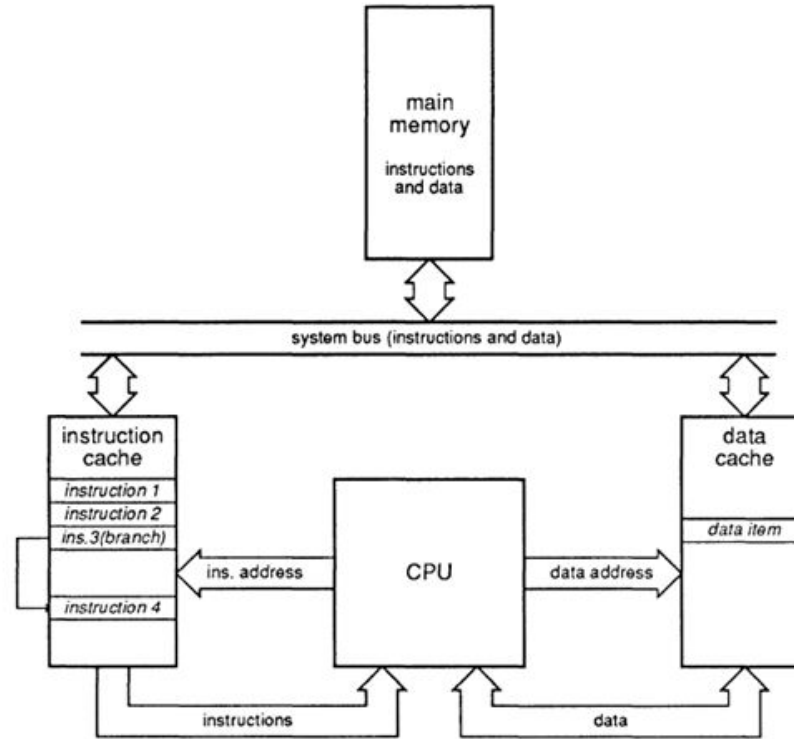 main
memory
instructions
and data
system bus (instructions and data)
instruction
cache
instruction 1
instruction 2
ins.3(branch)
instruction 4
ins. address
CPU
data address
data
cache
data item
instructions
data